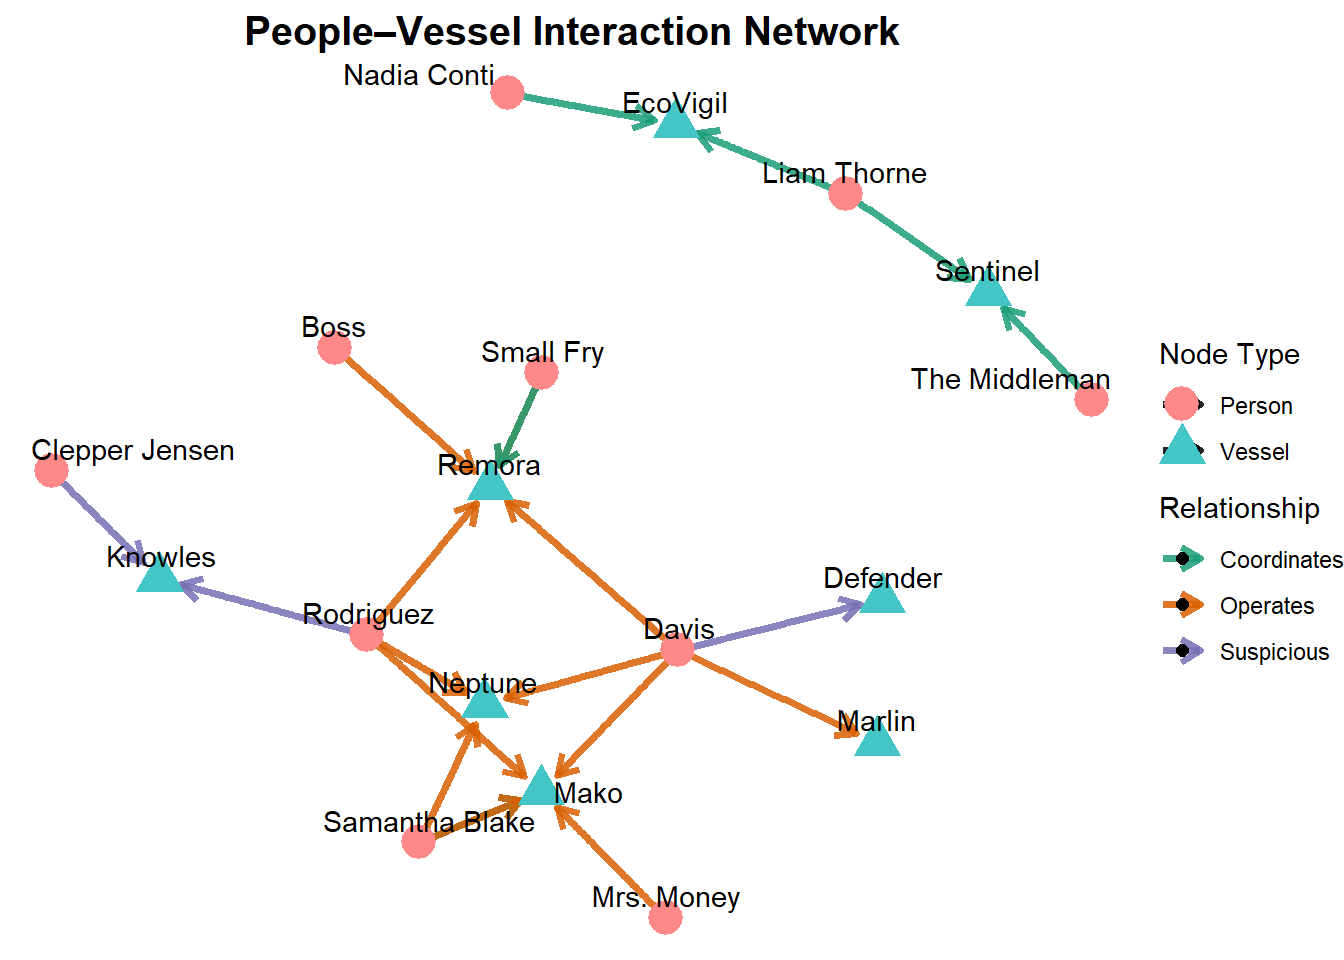 People–Vessel Interaction Network
Nadia Conti
EcoVigil
Liam Thorne
Sentinel
Boss
Small Fry
The Middleman
Clepper Jensen
Remora
Knowles
Defender
Rodriguez
Davis
Neptune
Marlin
Mako
Samantha Blake
Mrs. Money
Node Type
Person
Vessel
Relationship
Coordinates
Operates
Suspicious